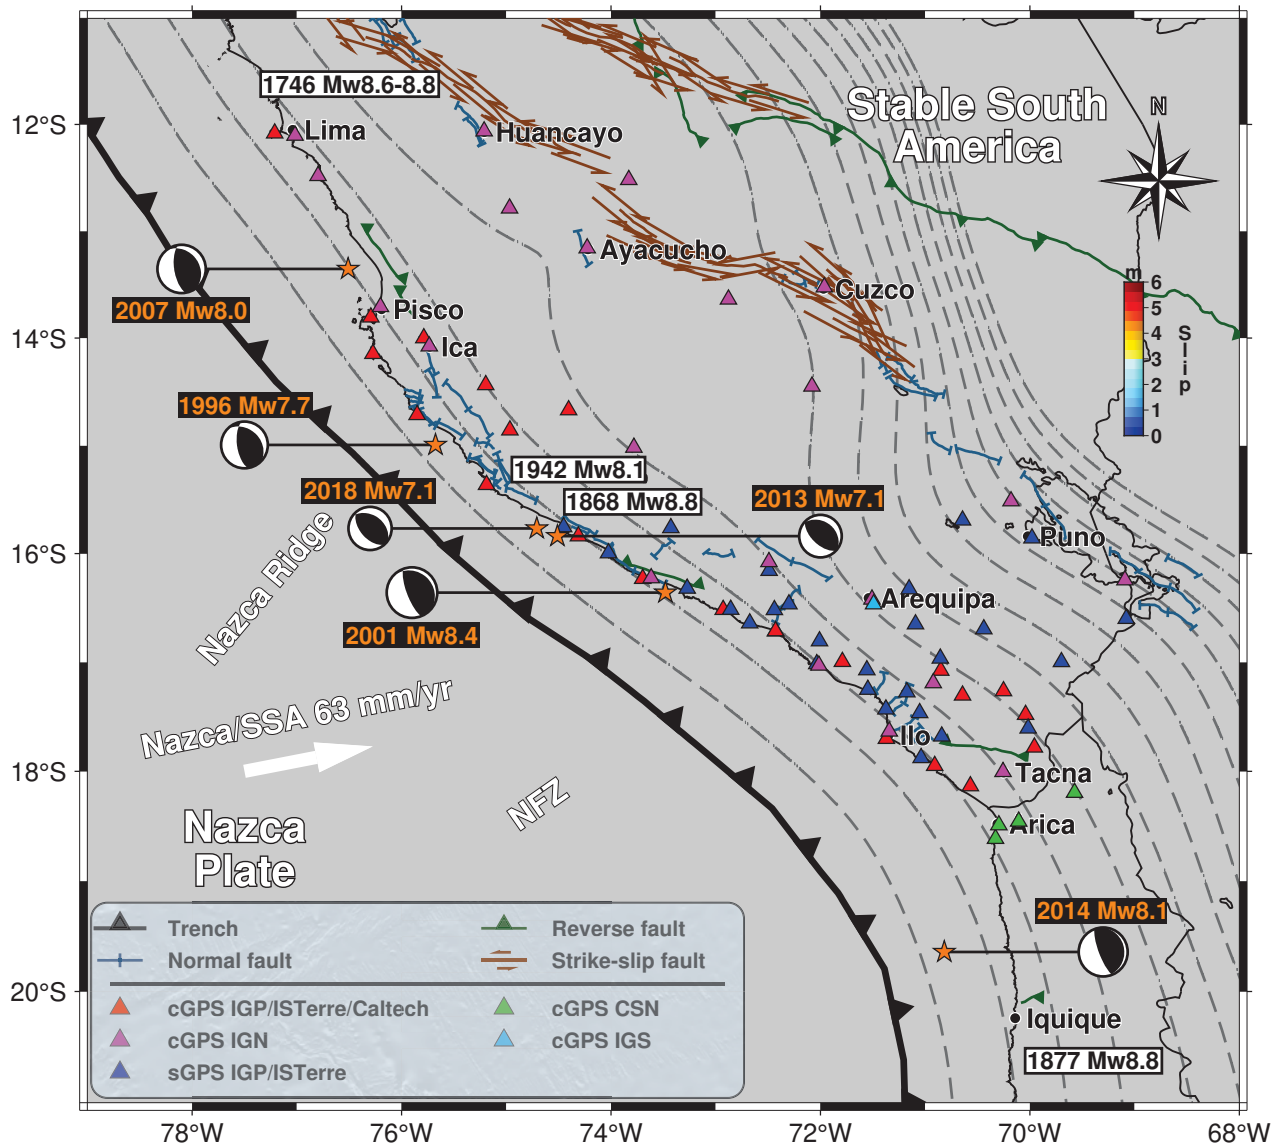 1746 Mw8.6-8.8
Stable South
America
N
12°S
Lima
Huancayo
Ayacucho
m
6
5
4
3
2
1
0
Slip
Cuzco
2007 Mw8.0
Pisco
14°S
Ica
1996 Mw7.7
1942 Mw8.1
2018 Mw7.1
1868 Mw8.8
2013 Mw7.1
Nazca Ridge
16°S
Puno
Arequipa
2001 Mw8.4
Nazca/SSA 63 mm/yr
Ilo
18°S
Tacna
NFZ
Nazca
Plate
Arica
2014 Mw8.1
Trench
Reverse fault
Normal fault
Strike-slip fault
20°S
cGPS IGP/ISTerre/Caltech
cGPS CSN
cGPS IGN
cGPS IGS
sGPS IGP/ISTerre
Iquique
1877 Mw8.8
78°W
76°W
74°W
72°W
70°W
68°W